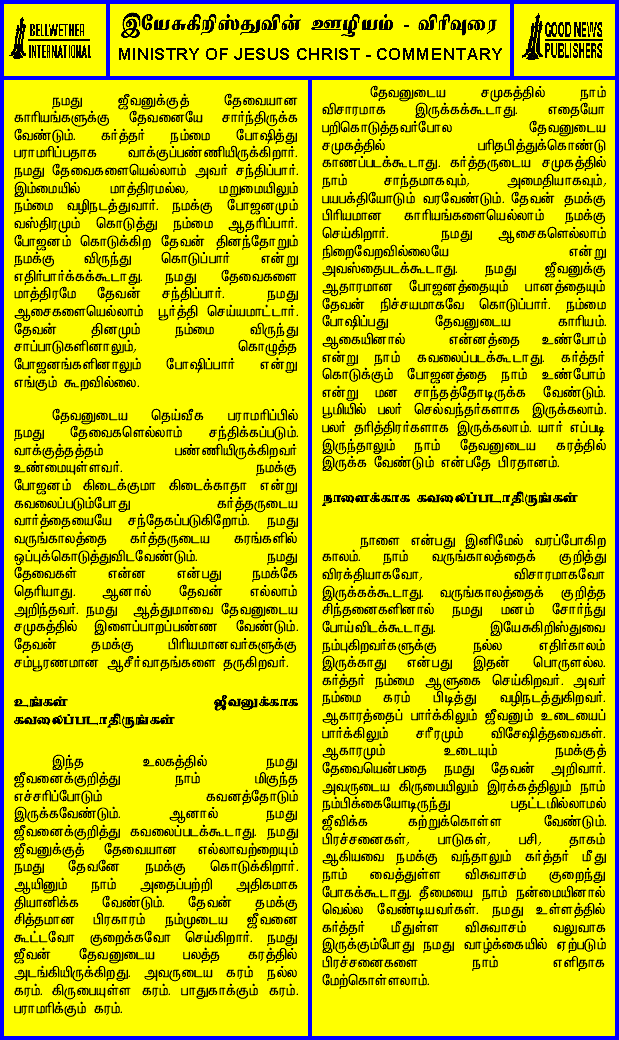 BELLWETHER
INTERNATIONAL
இயேசுகிறிஸ்துவின் ஊழியம் - விரிவுரை
MINISTRY OF JESUS CHRIST - COMMENTARY
GOOD NEWS
PUBLISHERS
நமது ஜீவனுக்குத் தேவையான
காரியங்களுக்கு தேவனையே சார்ந்திருக்க
வேண்டும். கர்த்தர் நம்மை போஷித்து
பராமரிப்பதாக வாக்குப்பண்ணியிருக்கிறார்.
நமது தேவைகளையெல்லாம் அவர் சந்திப்பார்.
இம்மையில் மாத்திரமல்ல, மறுமையிலும்
நம்மை வழிநடத்துவார். நமக்கு போஜனமும்
வஸ்திரமும் கொடுத்து நம்மை ஆதரிப்பார்.
போஜனம் கொடுக்கிற தேவன் தினந்தோறும்
நமக்கு விருந்து கொடுப்பார் என்று
எதிர்பார்க்கக்கூடாது. நமது தேவைகளை
மாத்திரமே தேவன் சந்திப்பார். நமது
ஆசைகளையெல்லாம் பூர்த்தி செய்யமாட்டார்.
தேவன் தினமும் நம்மை விருந்து
சாப்பாடுகளினாலும், கொழுத்த
போஜனங்களினாலும் போஷிப்பார் என்று
எங்கும் கூறவில்லை.
தேவனுடைய தெய்வீக பராமரிப்பில்
நமது தேவைகளெல்லாம் சந்திக்கப்படும்.
வாக்குத்தத்தம் பண்ணியிருக்கிறவர்
உண்மையுள்ளவர். நமக்கு
போஜனம் கிடைக்குமா கிடைக்காதா என்று
கவலைப்படும்போது கர்த்தருடைய
வார்த்தையையே சந்தேகப்படுகிறோம். நமது
வருங்காலத்தை கர்த்தருடைய கரங்களில்
ஒப்புக்கொடுத்துவிடவேண்டும். நமது
தேவைகள் என்ன என்பது நமக்கே
தெரியாது. ஆனால் தேவன் எல்லாம்
அறிந்தவர். நமது ஆத்துமாவை தேவனுடைய
சமுகத்தில் இளைப்பாறப்பண்ண வேண்டும்.
தேவன் தமக்கு பிரியமானவர்களுக்கு
சம்பூரணமான ஆசீர்வாதங்களை தருகிறவர்.
உங்கள் ஜீவனுக்காக
கவலைப்படாதிருங்கள்
இந்த உலகத்தில் நமது
ஜீவனைக்குறித்து நாம் மிகுந்த
எச்சரிப்போடும் கவனத்தோடும்
இருக்கவேண்டும். ஆனால் நமது
ஜீவனைக்குறித்து கவலைப்படக்கூடாது. நமது
ஜீவனுக்குத் தேவையான எல்லாவற்றையும்
நமது தேவனே நமக்கு கொடுக்கிறார்.
ஆயினும் நாம் அதைப்பற்றி அதிகமாக
தியானிக்க வேண்டும். தேவன் தமக்கு
சித்தமான பிரகாரம் நம்முடைய ஜீவனை
கூட்டவோ குறைக்கவோ செய்கிறார். நமது
ஜீவன் தேவனுடைய பலத்த கரத்தில்
அடங்கியிருக்கிறது. அவருடைய கரம் நல்ல
கரம். கிருபையுள்ள கரம். பாதுகாக்கும் கரம்.
பராமரிக்கும் கரம்.
தேவனுடைய சமுகத்தில் நாம்
விசாரமாக இருக்கக்கூடாது. எதையோ
பறிகொடுத்தவர்போல தேவனுடைய
சமுகத்தில் பரிதபித்துக்கொண்டு
காணப்படக்கூடாது. கர்த்தருடைய சமுகத்தில்
நாம் சாந்தமாகவும், அமைதியாகவும்,
பயபக்தியோடும் வரவேண்டும். தேவன் தமக்கு
பிரியமான காரியங்களையெல்லாம் நமக்கு
செய்கிறார். நமது ஆசைகளெல்லாம்
நிறைவேறவில்லையே என்று
அவஸ்தைபடக்கூடாது. நமது ஜீவனுக்கு
ஆதாரமான போஜனத்தையும் பானத்தையும்
தேவன் நிச்சயமாகவே கொடுப்பார். நம்மை
போஷிப்பது தேவனுடைய காரியம்.
ஆகையினால் என்னத்தை உண்போம்
என்று நாம் கவலைப்படக்கூடாது. கர்த்தர்
கொடுக்கும் போஜனத்தை நாம் உண்போம்
என்று மன சாந்தத்தோடிருக்க வேண்டும்.
பூமியில் பலர் செல்வந்தர்களாக இருக்கலாம்.
பலர் தரித்திரர்களாக இருக்கலாம். யார் எப்படி
இருந்தாலும் நாம் தேவனுடைய கரத்தில்
இருக்க வேண்டும் என்பதே பிரதானம்.
நாளைக்காக கவலைப்படாதிருங்கள்
நாளை என்பது இனிமேல் வரப்போகிற
காலம். நாம் வருங்காலத்தைக் குறித்து
விரக்தியாகவோ, விசாரமாகவோ
இருக்கக்கூடாது. வருங்காலத்தைக் குறித்த
சிந்தனைகளினால் நமது மனம் சோர்ந்து
போய்விடக்கூடாது. இயேசுகிறிஸ்துவை
நம்புகிறவர்களுக்கு நல்ல எதிர்காலம்
இருக்காது என்பது இதன் பொருளல்ல.
கர்த்தர் நம்மை ஆளுகை செய்கிறவர். அவர்
நம்மை கரம் பிடித்து வழிநடத்துகிறவர்.
ஆகாரத்தைப் பார்க்கிலும் ஜீவனும் உடையைப்
பார்க்கிலும் சரீரமும் விசேஷித்தவைகள்.
ஆகாரமும் உடையும் நமக்குத்
தேவையென்பதை நமது தேவன் அறிவார்.
அவருடைய கிருபையிலும் இரக்கத்திலும் நாம்
நம்பிக்கையோடிருந்து பதட்டமில்லாமல்
ஜீவிக்க கற்றுக்கொள்ள வேண்டும்.
பிரச்சனைகள், பாடுகள், பசி, தாகம்
ஆகியவை நமக்கு வந்தாலும் கர்த்தர் மீது
நாம் வைத்துள்ள விசுவாசம் குறைந்து
போகக்கூடாது. தீமையை நாம் நன்மையினால்
வெல்ல வேண்டியவர்கள். நமது உள்ளத்தில்
கர்த்தர் மீதுள்ள விசுவாசம் வலுவாக
இருக்கும்போது நமது வாழ்க்கையில் ஏற்படும்
பிரச்சனைகளை நாம் எளிதாக
மேற்கொள்ளலாம்.